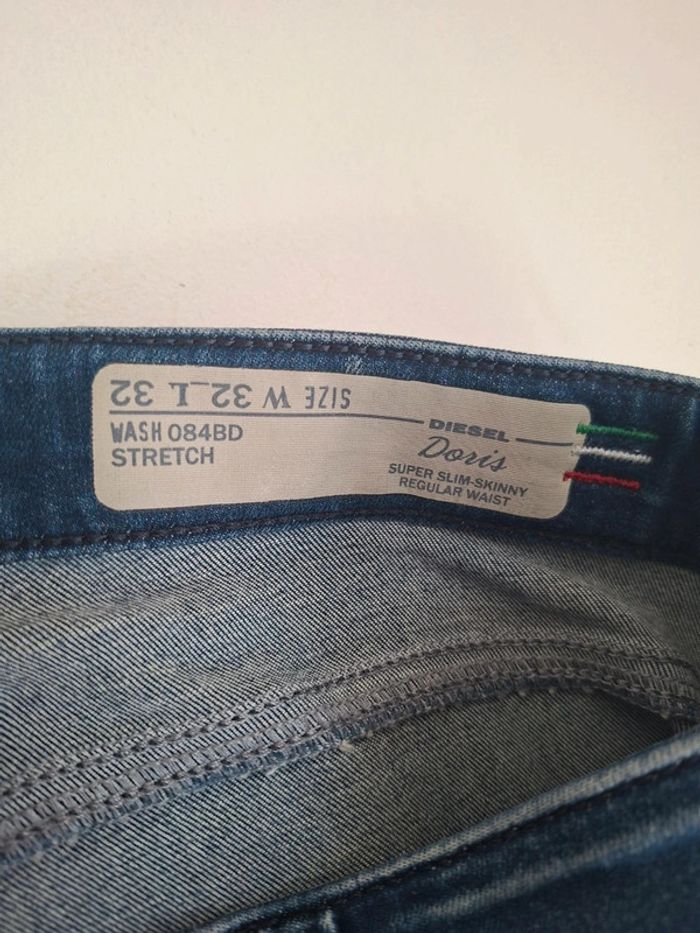 SIZE W 32_L 32
WASH 084BD
STRETCH
DIESEL
Doris
SUPER SLIM-SKINNY
REGULAR WAIST